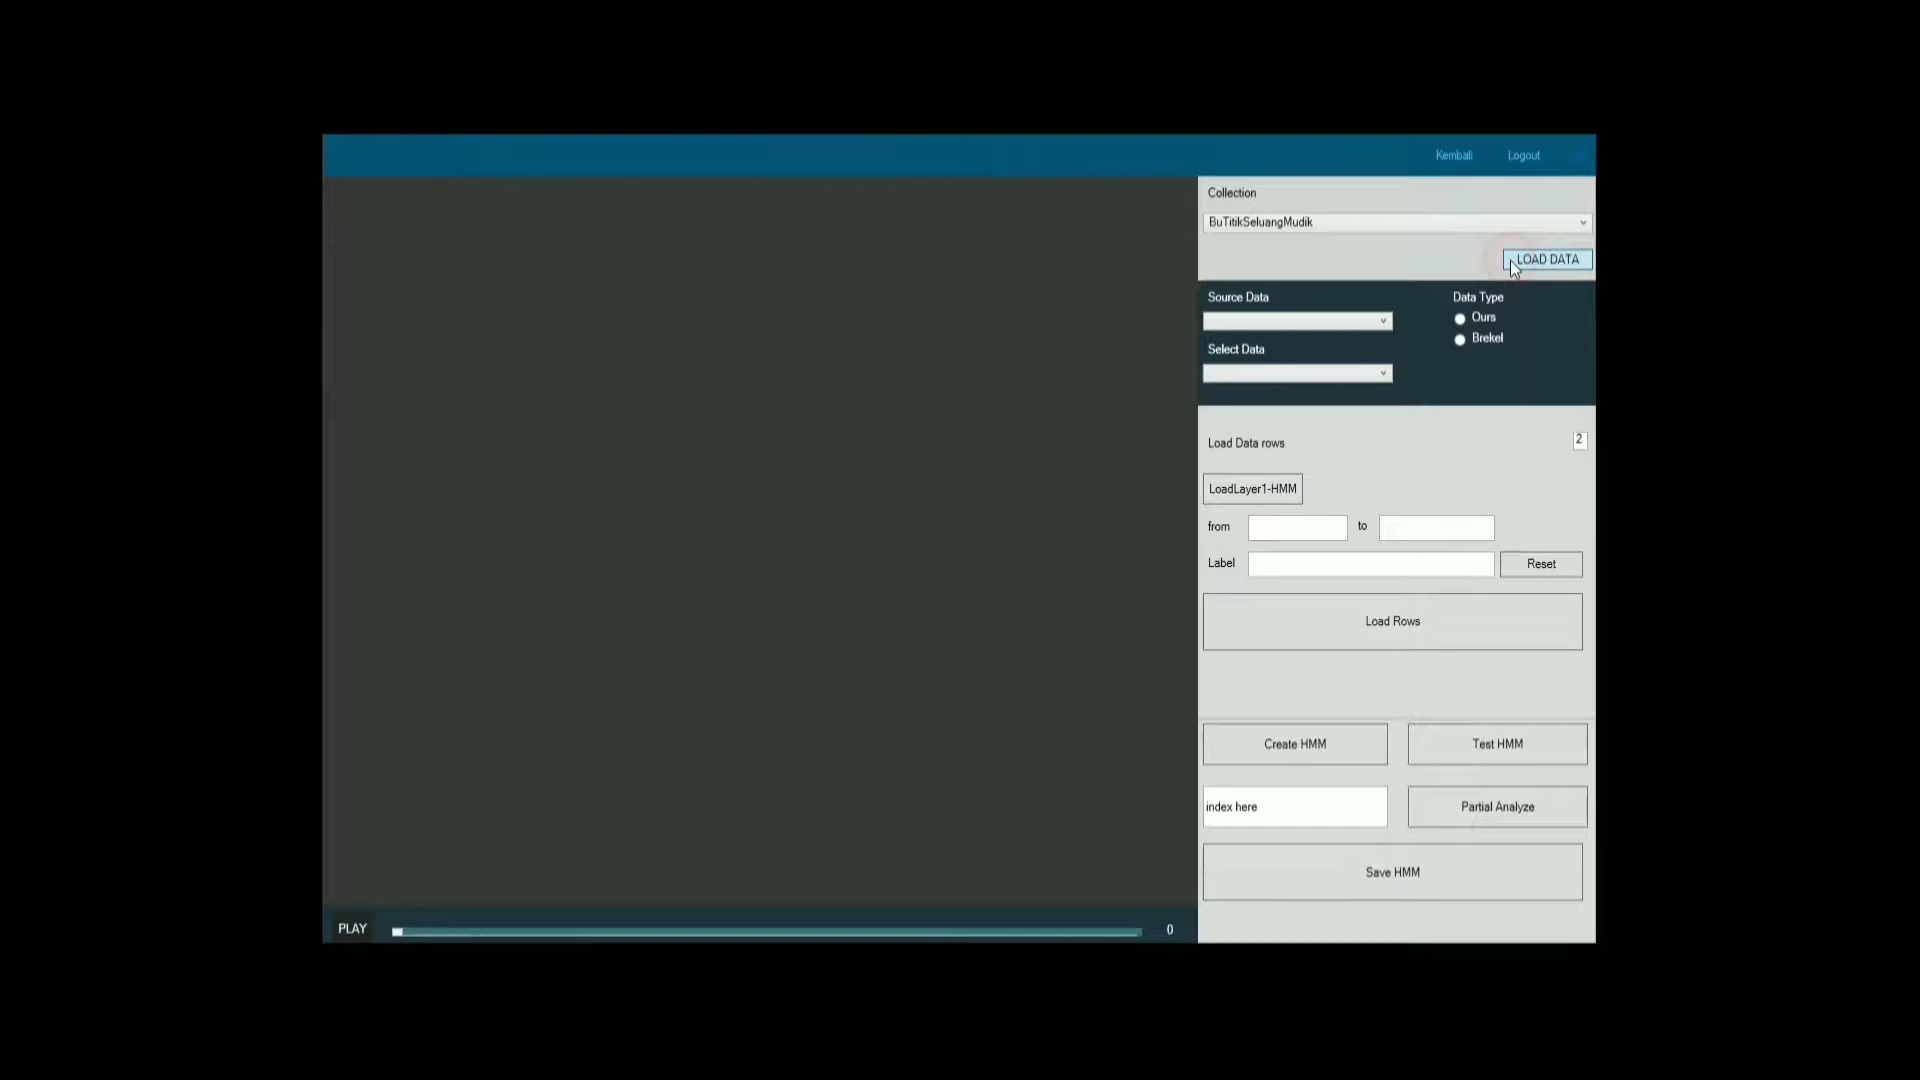 Kembali Logout
Collection
BuTitikSeluangMudik
LOAD DATA
Source Data
Data Type
Ours
Brekel
Select Data
Load Data rows 2
LoadLayer1-HMM
from to
Label Reset
Load Rows
Create HMM Test HMM
index here Partial Analyze
Save HMM
PLAY 0